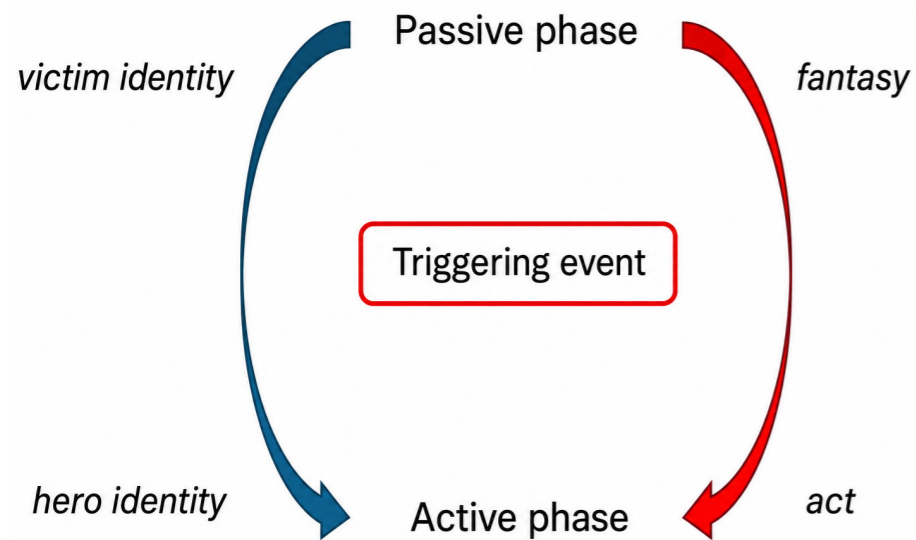 Passive phase
victim identity
fantasy
Triggering event
hero identity
act
Active phase